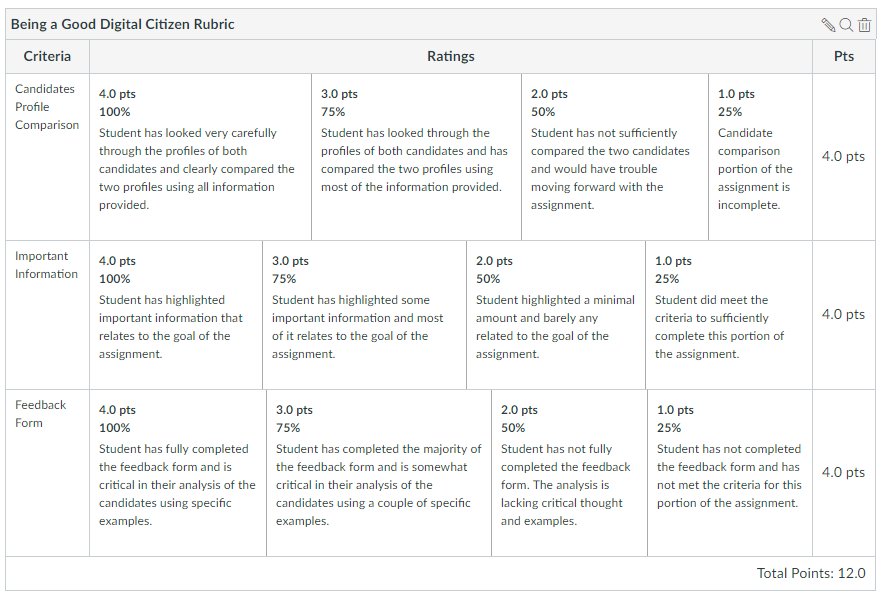 Being a Good Digital Citizen Rubric
Criteria
Ratings
Pts
Candidates
Profile
Comparison
4.0 pts
100%
Student has looked very carefully
through the profiles of both
candidates and clearly compared the
two profiles using all information
provided.
3.0 pts
75%
Student has looked through the
profiles of both candidates and has
compared the two profiles using
most of the information provided.
2.0 pts
50%
Student has not sufficiently
compared the two candidates
and would have trouble
moving forward with the
assignment.
1.0 pts
25%
Candidate
comparison
portion of the
assignment is
incomplete.
4.0 pts
Important
Information
4.0 pts
100%
Student has highlighted
important information that
relates to the goal of the
assignment.
3.0 pts
75%
Student has highlighted some
important information and most
of it relates to the goal of the
assignment.
2.0 pts
50%
Student highlighted a minimal
amount and barely any
related to the goal of the
assignment.
1.0 pts
25%
Student did meet the
criteria to sufficiently
complete this portion of
the assignment.
4.0 pts
Feedback
Form
4.0 pts
100%
Student has fully completed
the feedback form and is
critical in their analysis of the
candidates using specific
examples.
3.0 pts
75%
Student has completed the majority of
the feedback form and is somewhat
critical in their analysis of the
candidates using a couple of specific
examples.
2.0 pts
50%
Student has not fully
completed the feedback
form. The analysis is
lacking critical thought
and examples.
1.0 pts
25%
Student has not completed
the feedback form and has
not met the criteria for this
portion of the assignment.
4.0 pts
Total Points: 12.0